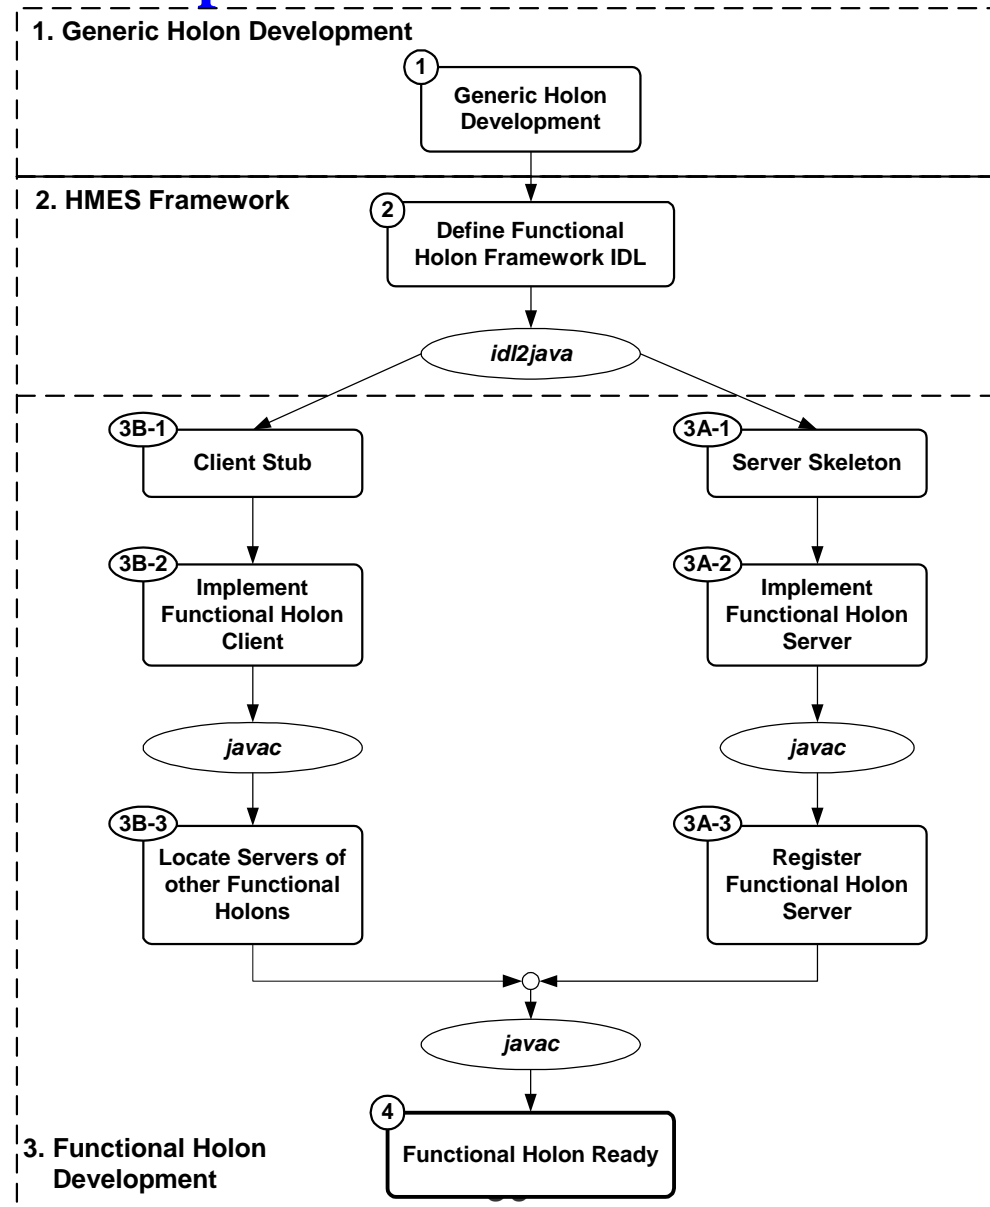 1. Generic Holon Development
1
Generic Holon
Development
2. HMES Framework
2
Define Functional
Holon Framework IDL
idl2java
3B-1
Client Stub
3A-1
Server Skeleton
3B-2
Implement
Functional Holon
Client
3A-2
Implement
Functional Holon
Server
javac
javac
3B-3
Locate Servers of
other Functional
Holons
3A-3
Register
Functional Holon
Server
javac
4
Functional Holon Ready
3. Functional Holon
Development